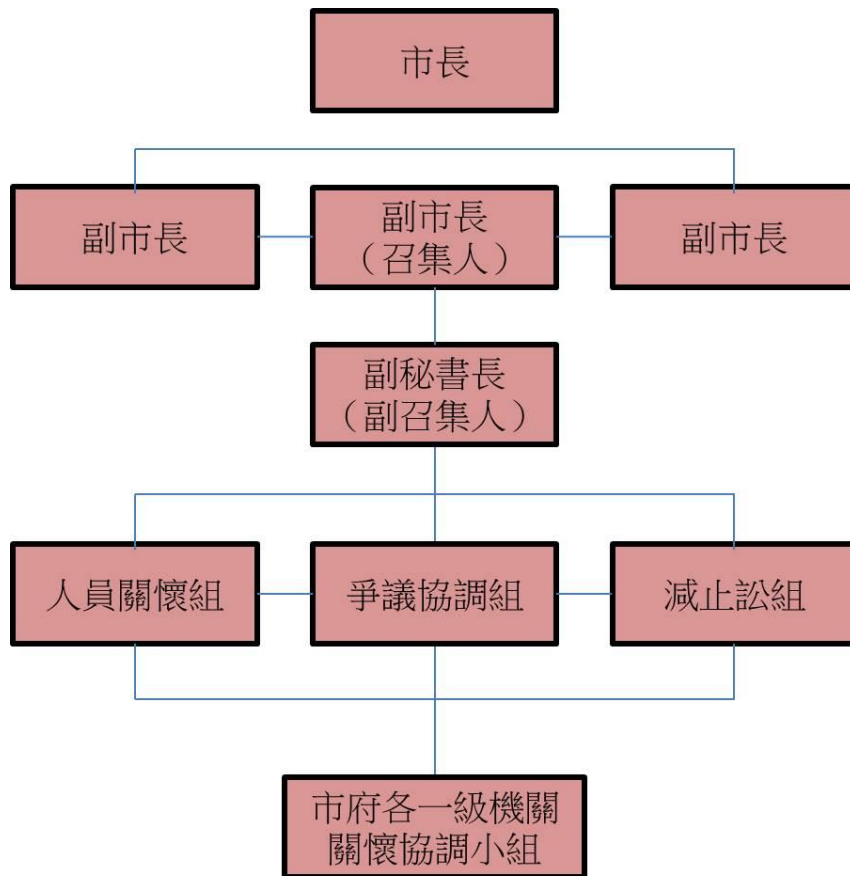 市長
副市長
副市長
（召集人）
副市長
副秘書長
（副召集人）
人員關懷組
爭議協調組
減止訟組
市府各一級機關
關懷協調小組